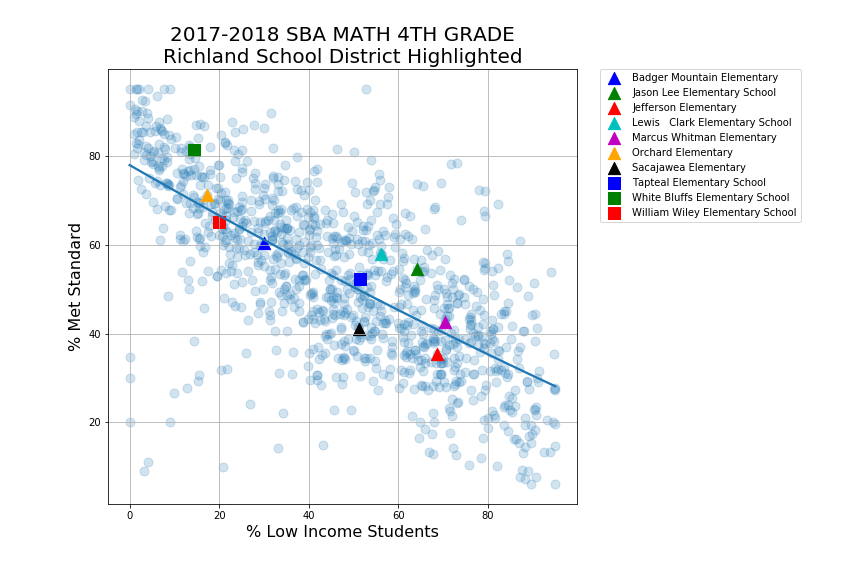 2017-2018 SBA MATH 4TH GRADE
Richland School District Highlighted
% Met Standard
80
60
40
20
0
20
40
60
80
% Low Income Students
Badger Mountain Elementary
Jason Lee Elementary School
Jefferson Elementary
Lewis   Clark Elementary School
Marcus Whitman Elementary
Orchard Elementary
Sacajawea Elementary
Tapteal Elementary School
White Bluffs Elementary School
William Wiley Elementary School